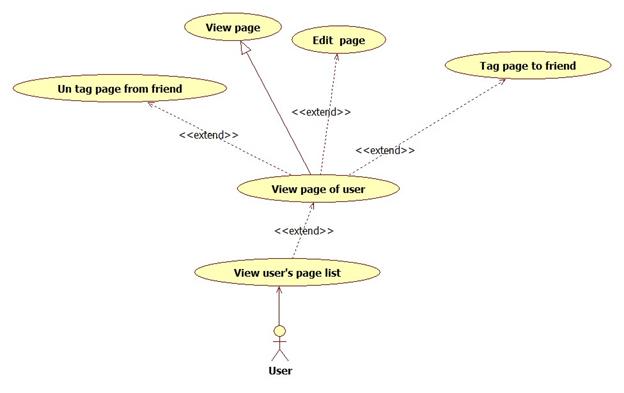 View page
Edit  page
Tag page to friend
Un tag page from friend
<<extend>>
<<extend>>
<<extend>>
View page of user
<<extend>>
View user's page list
User